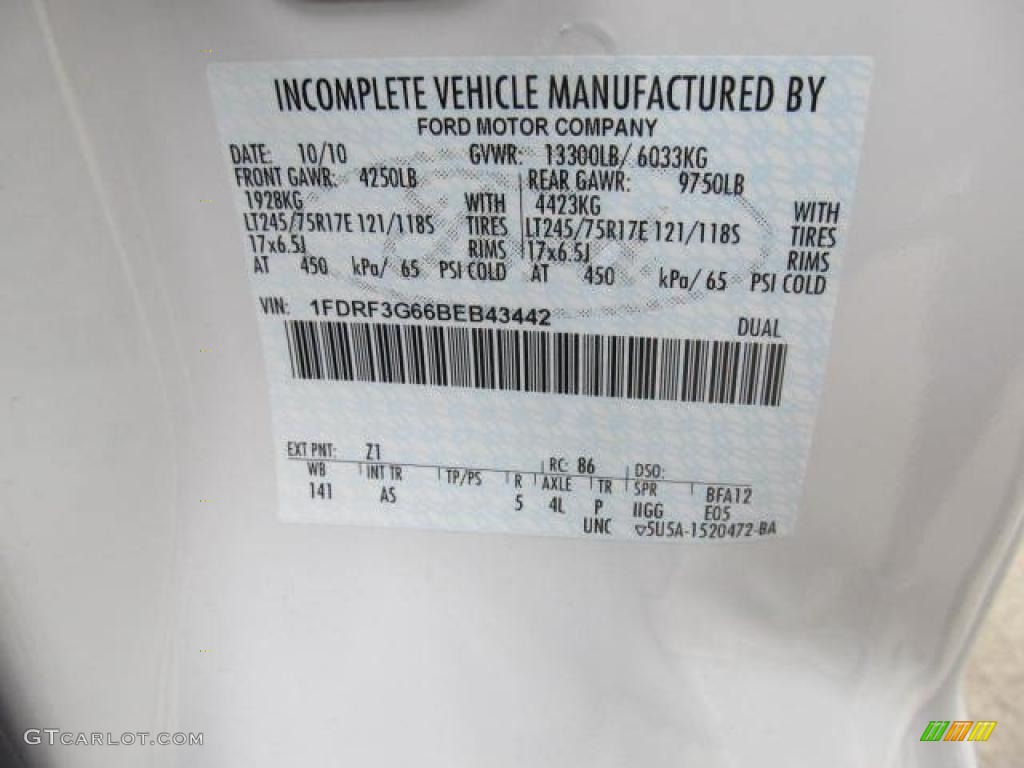 INCOMPLETE VEHICLE MANUFACTURED BY
FORD MOTOR COMPANY
DATE: 10/10 GVWR: 13300LB/ 6033KG
FRONT GAWR: 4250LB REAR GAWR: 9750LB
1928KG WITH 4423KG WITH
LT245/75R17E 121/118S TIRES LT245/75R17E 121/118S TIRES
17x6.5J RIMS 17x6.5J RIMS
AT 450 kPa/ 65 PSI COLD AT 450 kPa/ 65 PSI COLD
VIN: 1FDRF3G66BEB43442 DUAL
EXT PNT: Z1 RC: 86 DSO:
WB INT TR TP/PS R AXLE TR SPR BFA12
141 AS 5 4L P IIGG E05
UNC ▽5U5A-1520472-BA
GTCARLOT.COM